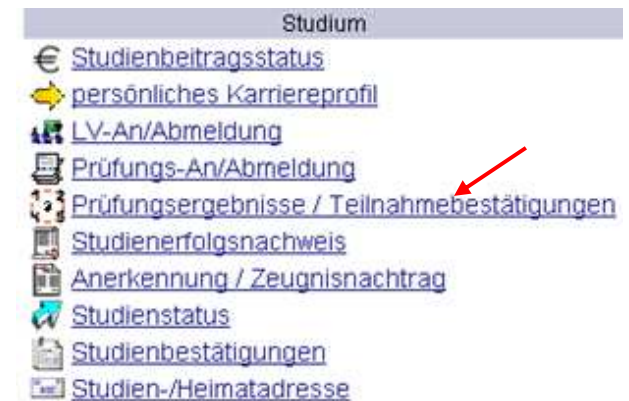 Studium
€ Studienbeitragsstatus
persönliches Karriereprofil
LV-An/Abmeldung
Prüfungs-An/Abmeldung
Prüfungsergebnisse / Teilnahmebestätigungen
Studienerfolgsnachweis
Anerkennung / Zeugnisnachtrag
Studienstatus
Studienbestätigungen
Studien-/Heimatadresse